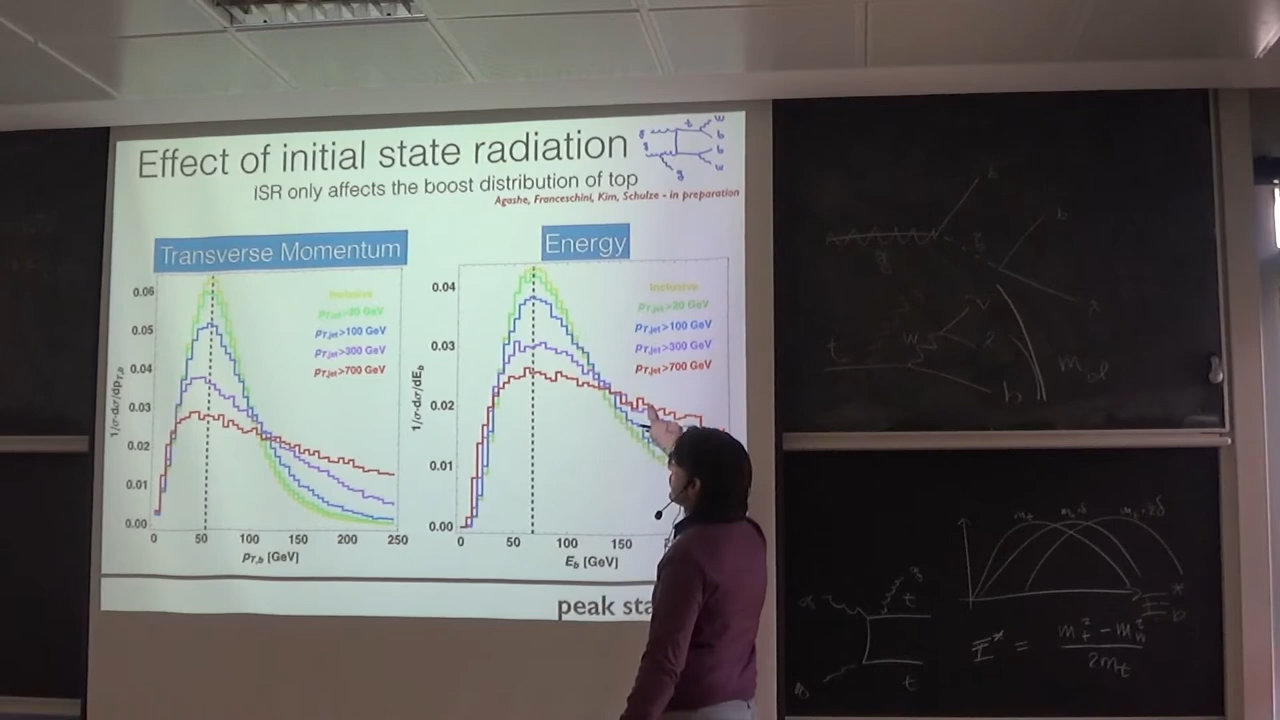 Effect of initial state radiation
ISR only affects the boost distribution of top
Agashe, Franceschini, Kim, Schulze - in preparation
g t w
b
g b
w
g
Transverse Momentum
Inclusive
pT,jet>20 GeV
pT,jet>100 GeV
pT,jet>300 GeV
pT,jet>700 GeV
1/σ·dσ/dpT,b
0.06
0.05
0.04
0.03
0.02
0.01
0.00
0 50 100 150 200 250
pT,b [GeV]
Energy
Inclusive
pT,jet>20 GeV
pT,jet>100 GeV
pT,jet>300 GeV
pT,jet>700 GeV
1/σ·dσ/dEb
0.04
0.03
0.02
0.01
0.00
0 50 100 150
Eb [GeV]
peak sta
g
b
t W 2
b
t
t
E* = (m_t² - m_W²) / 2m_t